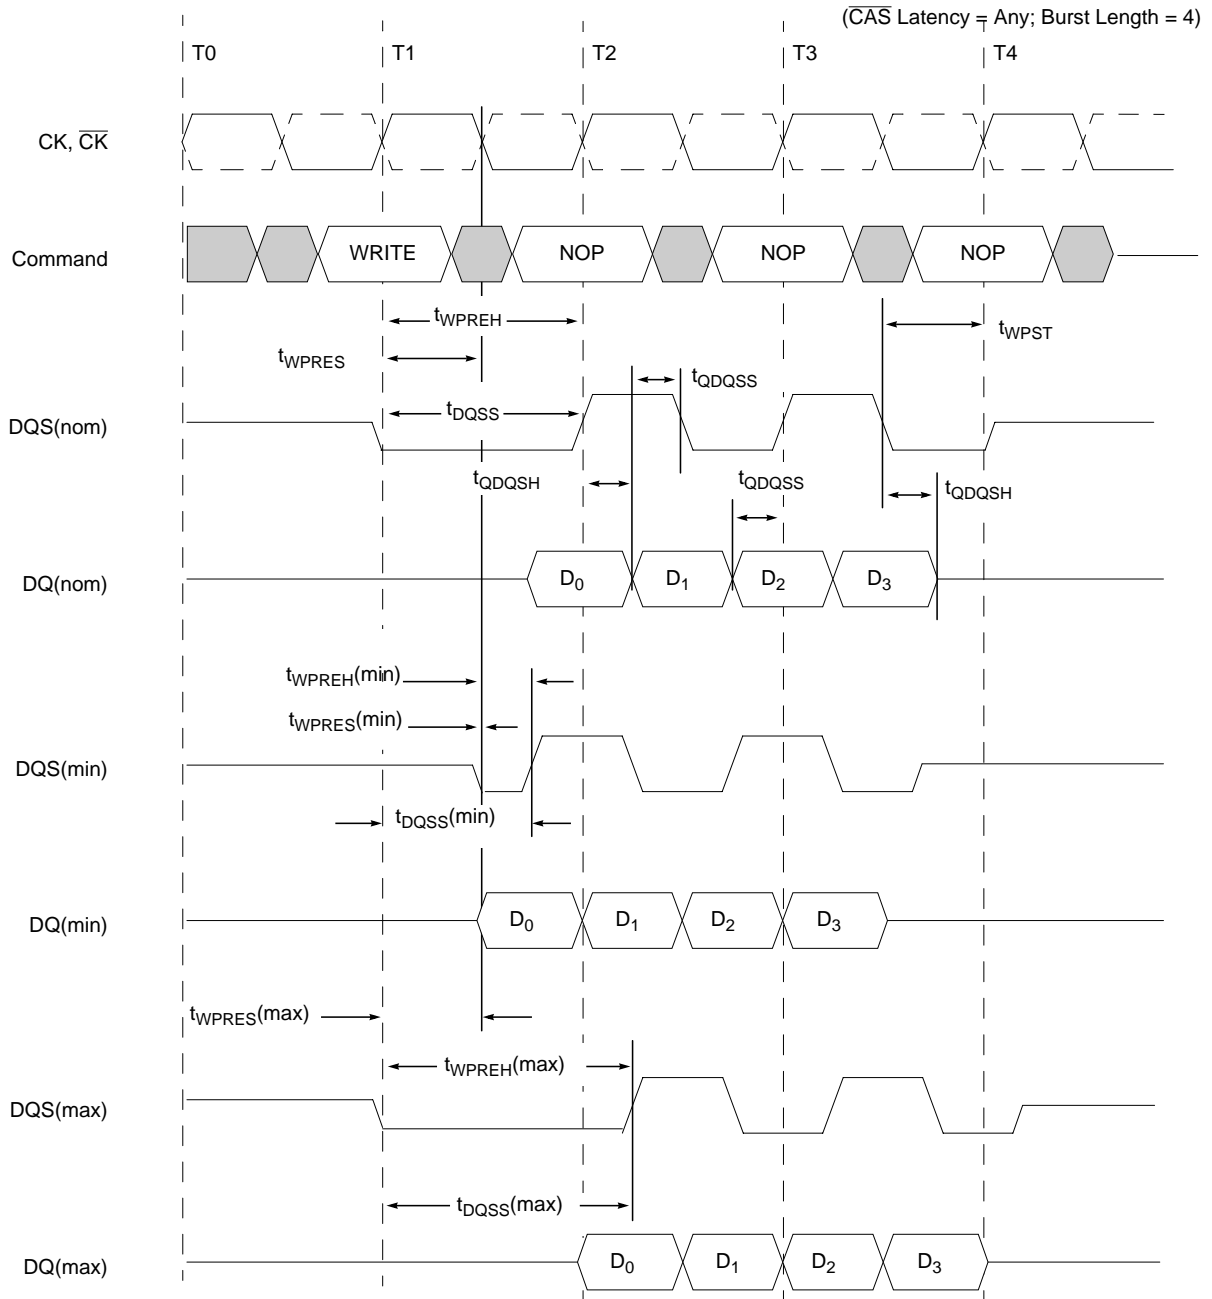 (C̅A̅S̅ Latency = Any; Burst Length = 4)
T0 T1 T2 T3 T4
CK, C̅K̅
Command WRITE NOP NOP NOP
tWPREH tWPST
tWPRES tQDQSS
DQS(nom) tDQSS
tQDQSH tQDQSS tQDQSH
DQ(nom) D0 D1 D2 D3
tWPREH(min)
tWPRES(min)
DQS(min)
tDQSS(min)
DQ(min) D0 D1 D2 D3
tWPRES(max)
tWPREH(max)
DQS(max)
tDQSS(max)
DQ(max) D0 D1 D2 D3